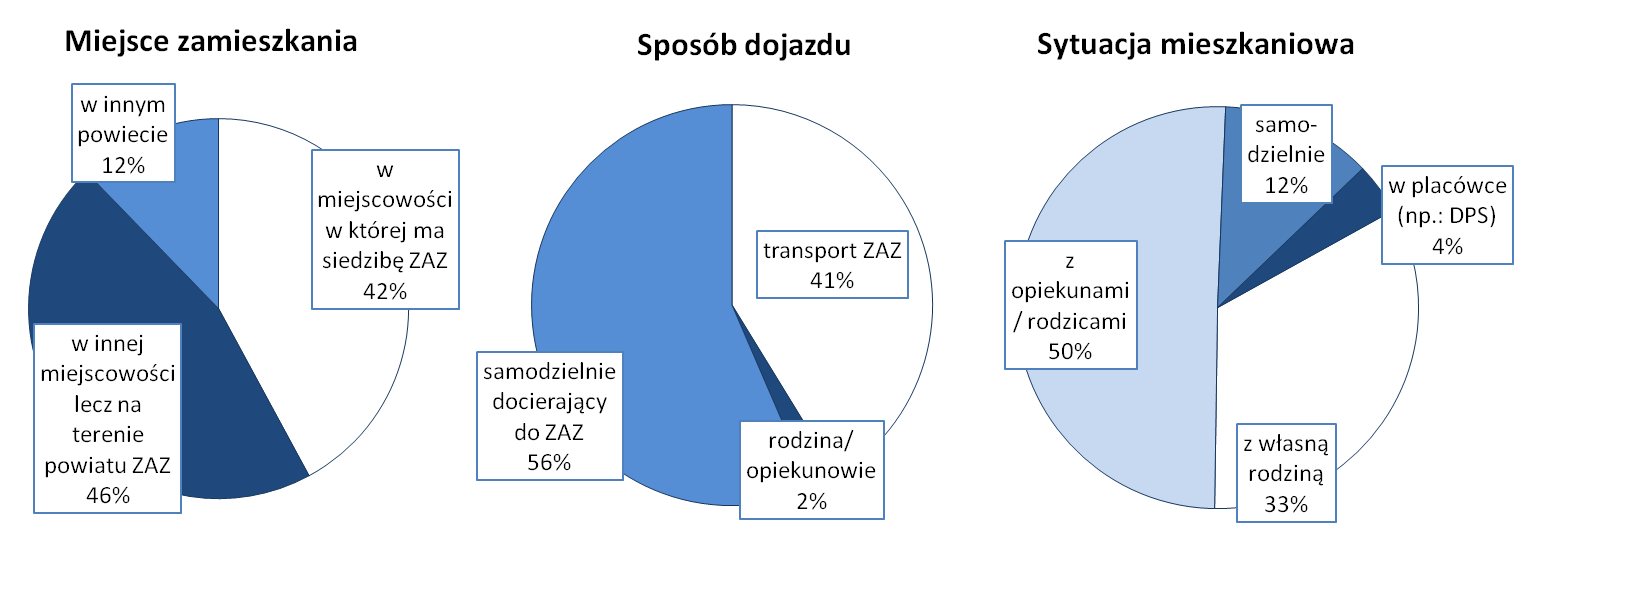 Miejsce zamieszkania
w innym
powiecie
12%
w
miejscowości
w której ma
siedzibę ZAZ
42%
w innej
miejscowości
lecz na
terenie
powiatu ZAZ
46%
Sposób dojazdu
transport ZAZ
41%
samodzielnie
docierający
do ZAZ
56%
rodzina/
opiekunowie
2%
Sytuacja mieszkaniowa
samo-
dzielnie
12%
w placówce
(np.: DPS)
4%
z
opiekunami
/ rodzicami
50%
z własną
rodziną
33%